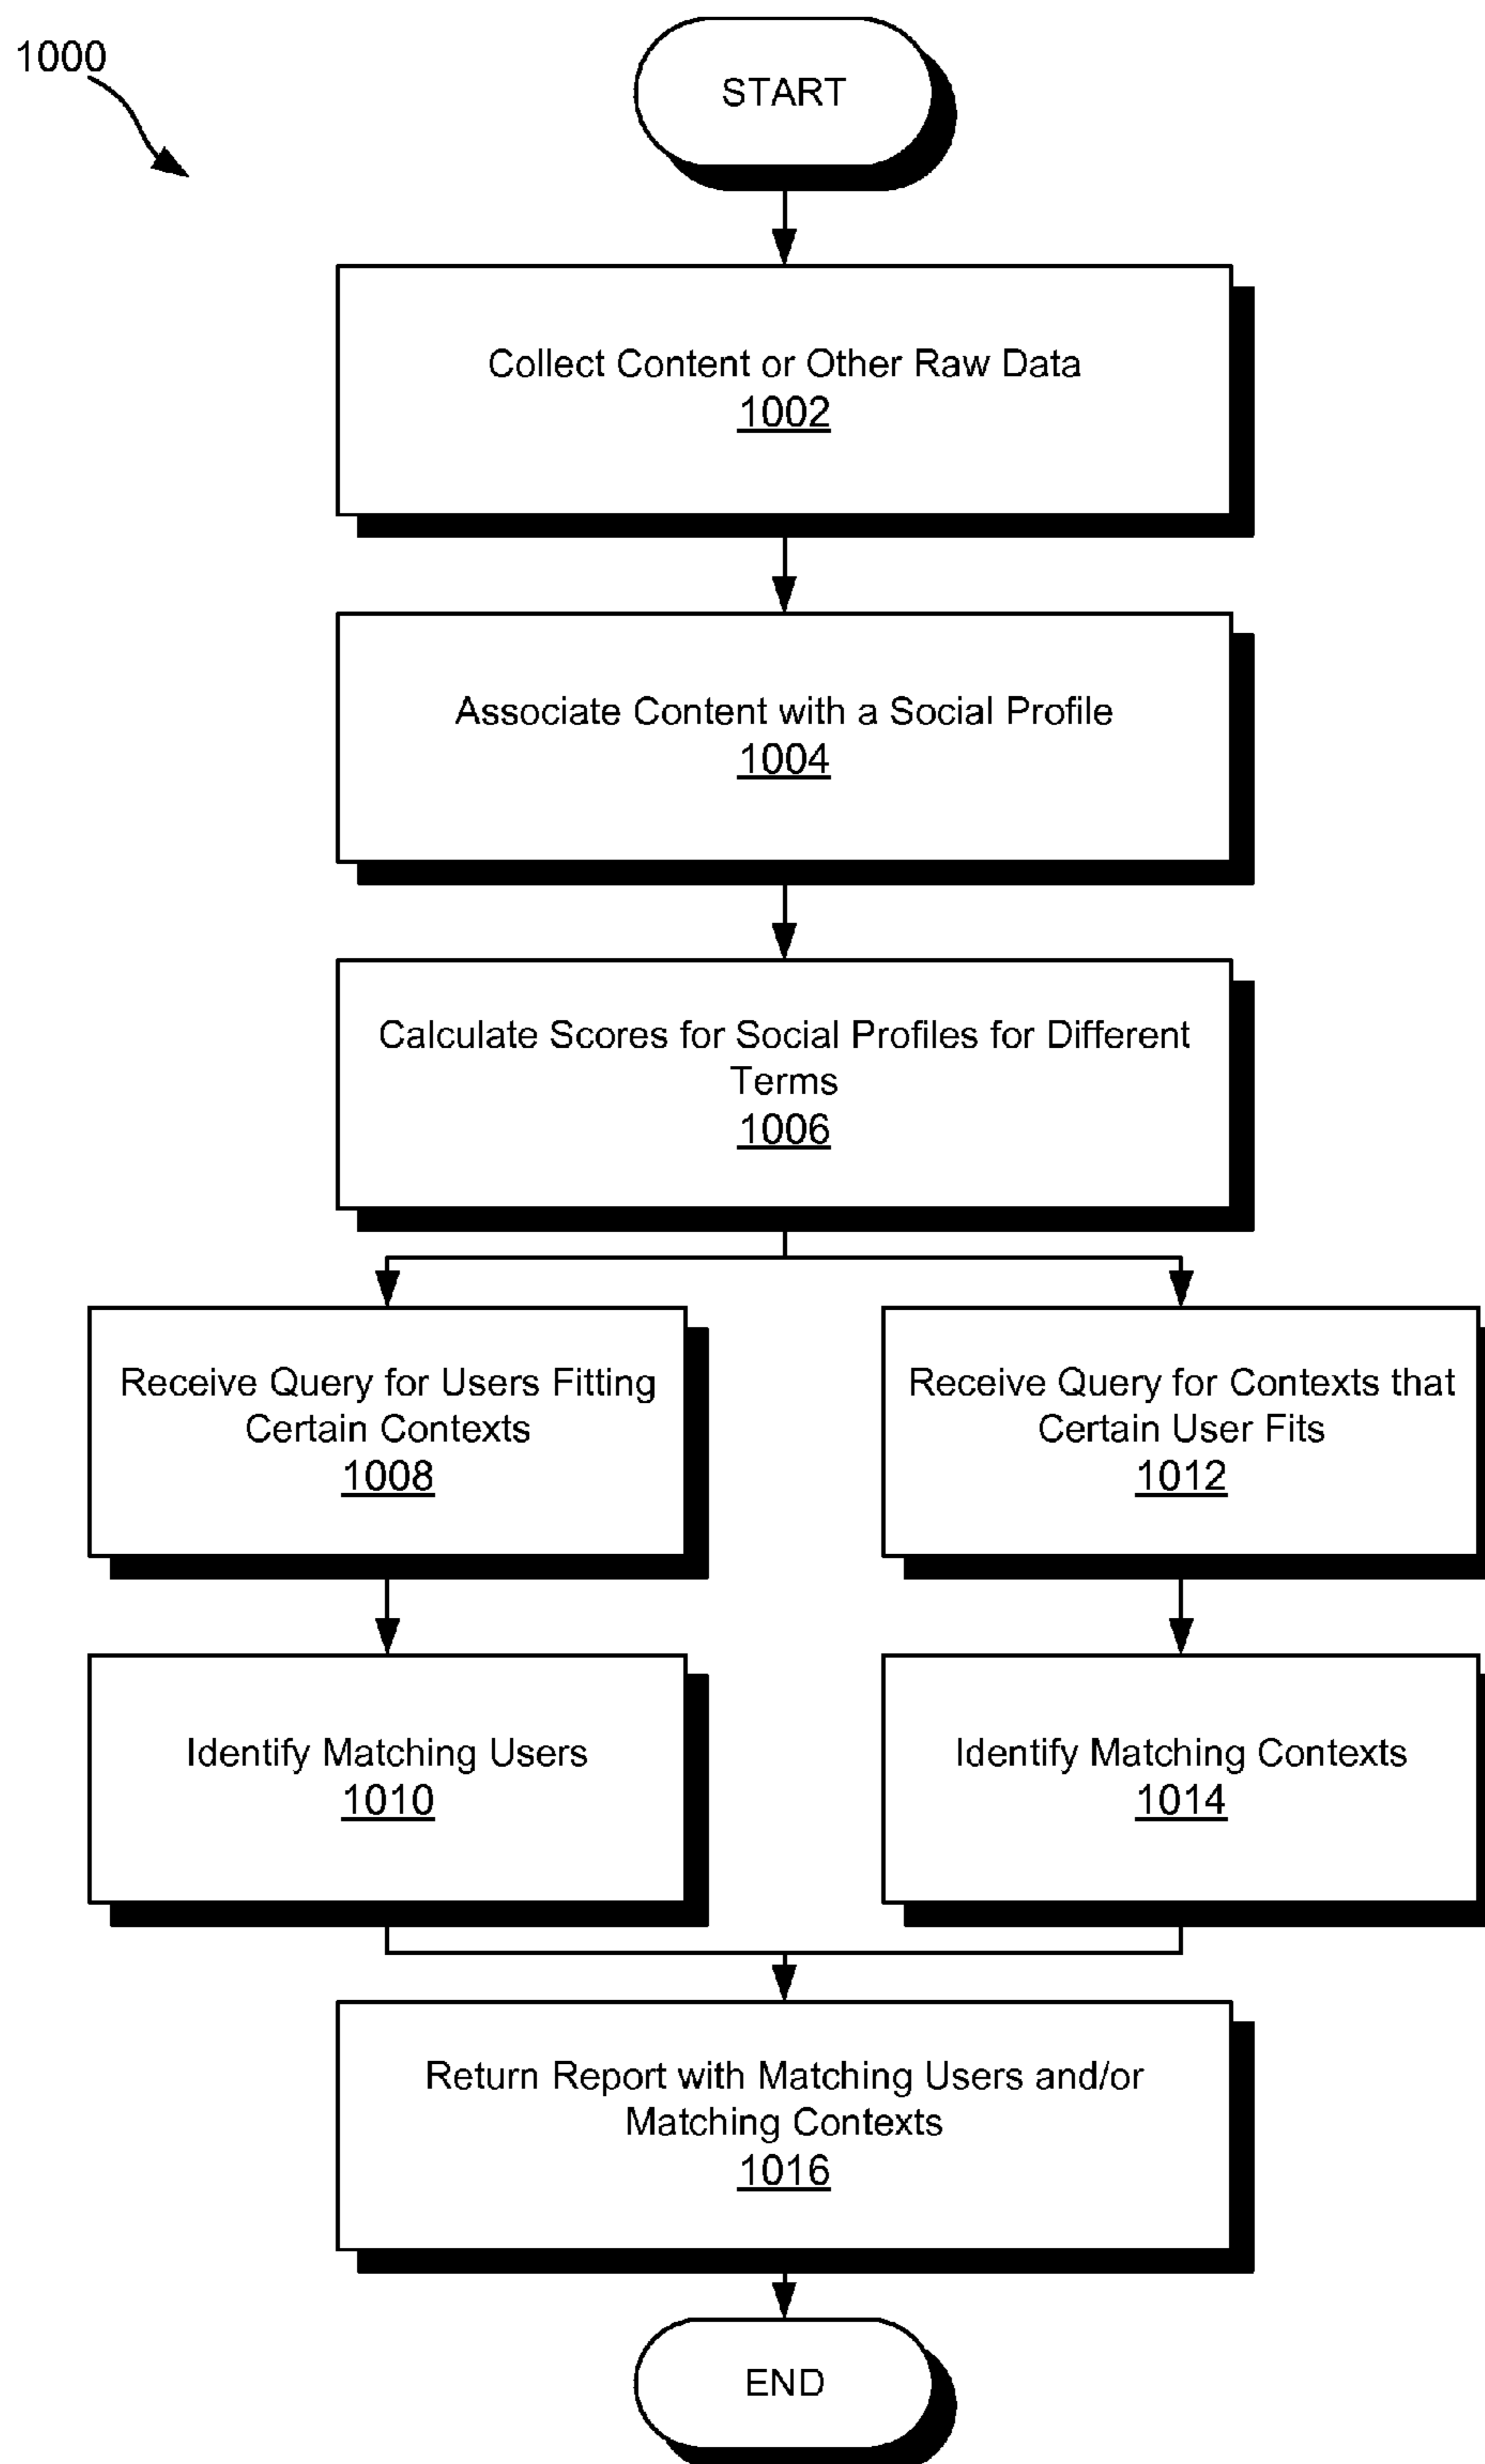 1000
START
Collect Content or Other Raw Data
1002
Associate Content with a Social Profile
1004
Calculate Scores for Social Profiles for Different
Terms
1006
Receive Query for Users Fitting
Certain Contexts
1008
Receive Query for Contexts that
Certain User Fits
1012
Identify Matching Users
1010
Identify Matching Contexts
1014
Return Report with Matching Users and/or
Matching Contexts
1016
END